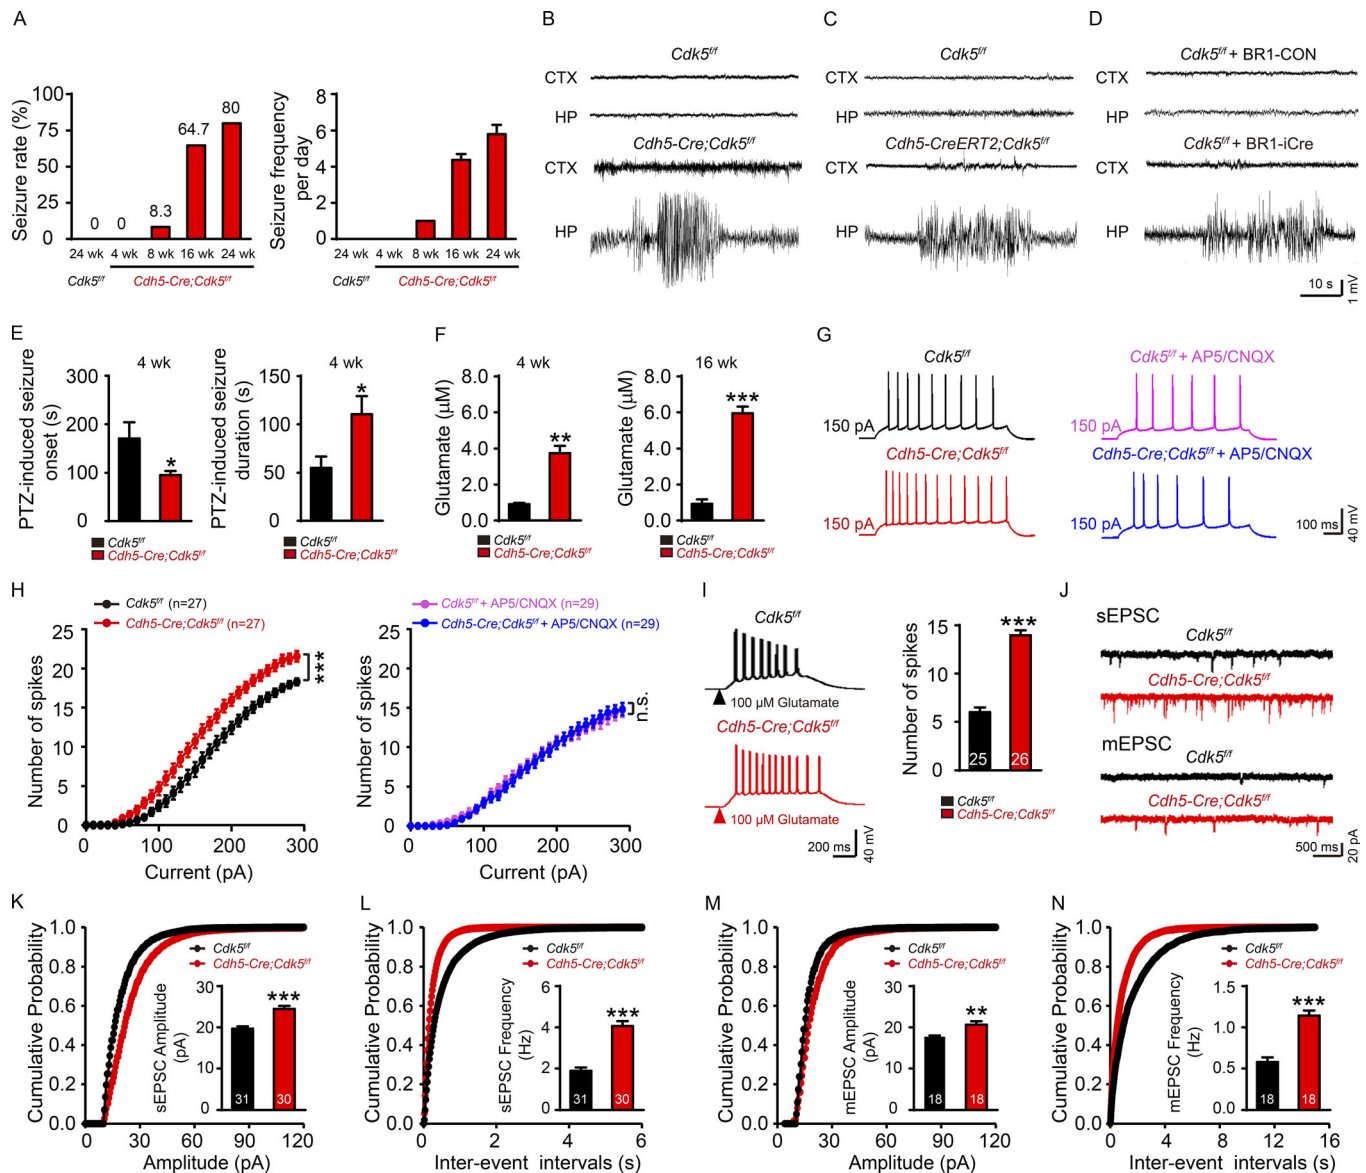 A
Seizure rate (%)
100
75
50
25
0
0
0
8.3
64.7
80
24 wk
4 wk
8 wk
16 wk
24 wk
Cdk5f/f
Cdh5-Cre;Cdk5f/f
Seizure frequency per day
8
6
4
2
0
24 wk
4 wk
8 wk
16 wk
24 wk
Cdk5f/f
Cdh5-Cre;Cdk5f/f
B
Cdk5f/f
CTX
HP
Cdh5-Cre;Cdk5f/f
CTX
HP
C
Cdk5f/f
CTX
HP
Cdh5-CreERT2;Cdk5f/f
CTX
HP
D
Cdk5f/f + BR1-CON
CTX
HP
Cdk5f/f + BR1-iCre
CTX
HP
10 s
1 mV
E
4 wk
PTZ-induced seizure onset (s)
300
200
100
0
*
Cdk5f/f
Cdh5-Cre;Cdk5f/f
4 wk
PTZ-induced seizure duration (s)
150
100
50
0
*
Cdk5f/f
Cdh5-Cre;Cdk5f/f
F
4 wk
Glutamate (μM)
8.0
6.0
4.0
2.0
0.0
**
Cdk5f/f
Cdh5-Cre;Cdk5f/f
16 wk
Glutamate (μM)
8.0
6.0
4.0
2.0
0.0
***
Cdk5f/f
Cdh5-Cre;Cdk5f/f
G
Cdk5f/f
150 pA
Cdh5-Cre;Cdk5f/f
150 pA
Cdk5f/f + AP5/CNQX
150 pA
Cdh5-Cre;Cdk5f/f + AP5/CNQX
150 pA
100 ms
40 mV
H
Cdk5f/f (n=27)
Cdh5-Cre;Cdk5f/f (n=27)
Number of spikes
25
20
15
10
5
0
***
0
100
200
300
Current (pA)
Cdk5f/f + AP5/CNQX (n=29)
Cdh5-Cre;Cdk5f/f + AP5/CNQX (n=29)
Number of spikes
25
20
15
10
5
0
n.s.
0
100
200
300
Current (pA)
I
Cdk5f/f
100 μM Glutamate
Cdh5-Cre;Cdk5f/f
100 μM Glutamate
200 ms
40 mV
Number of spikes
15
10
5
0
***
25
26
Cdk5f/f
Cdh5-Cre;Cdk5f/f
J
sEPSC
Cdk5f/f
Cdh5-Cre;Cdk5f/f
mEPSC
Cdk5f/f
Cdh5-Cre;Cdk5f/f
500 ms
20 pA
K
Cumulative Probability
1.0
0.8
0.6
0.4
0.2
0.0
Cdk5f/f
Cdh5-Cre;Cdk5f/f
sEPSC Amplitude (pA)
30
20
10
0
***
31
30
0
30
60
90
120
Amplitude (pA)
L
Cumulative Probability
1.0
0.8
0.6
0.4
0.2
0.0
Cdk5f/f
Cdh5-Cre;Cdk5f/f
sEPSC Frequency (Hz)
6
4
2
0
***
31
30
0
2
4
6
Inter-event intervals (s)
M
Cumulative Probability
1.0
0.8
0.6
0.4
0.2
0.0
Cdk5f/f
Cdh5-Cre;Cdk5f/f
mEPSC Amplitude (pA)
30
20
10
0
**
18
18
0
30
60
90
120
Amplitude (pA)
N
Cumulative Probability
1.0
0.8
0.6
0.4
0.2
0.0
Cdk5f/f
Cdh5-Cre;Cdk5f/f
mEPSC Frequency (Hz)
1.5
1.0
0.5
0.0
***
18
18
0
4
8
12
16
Inter-event intervals (s)